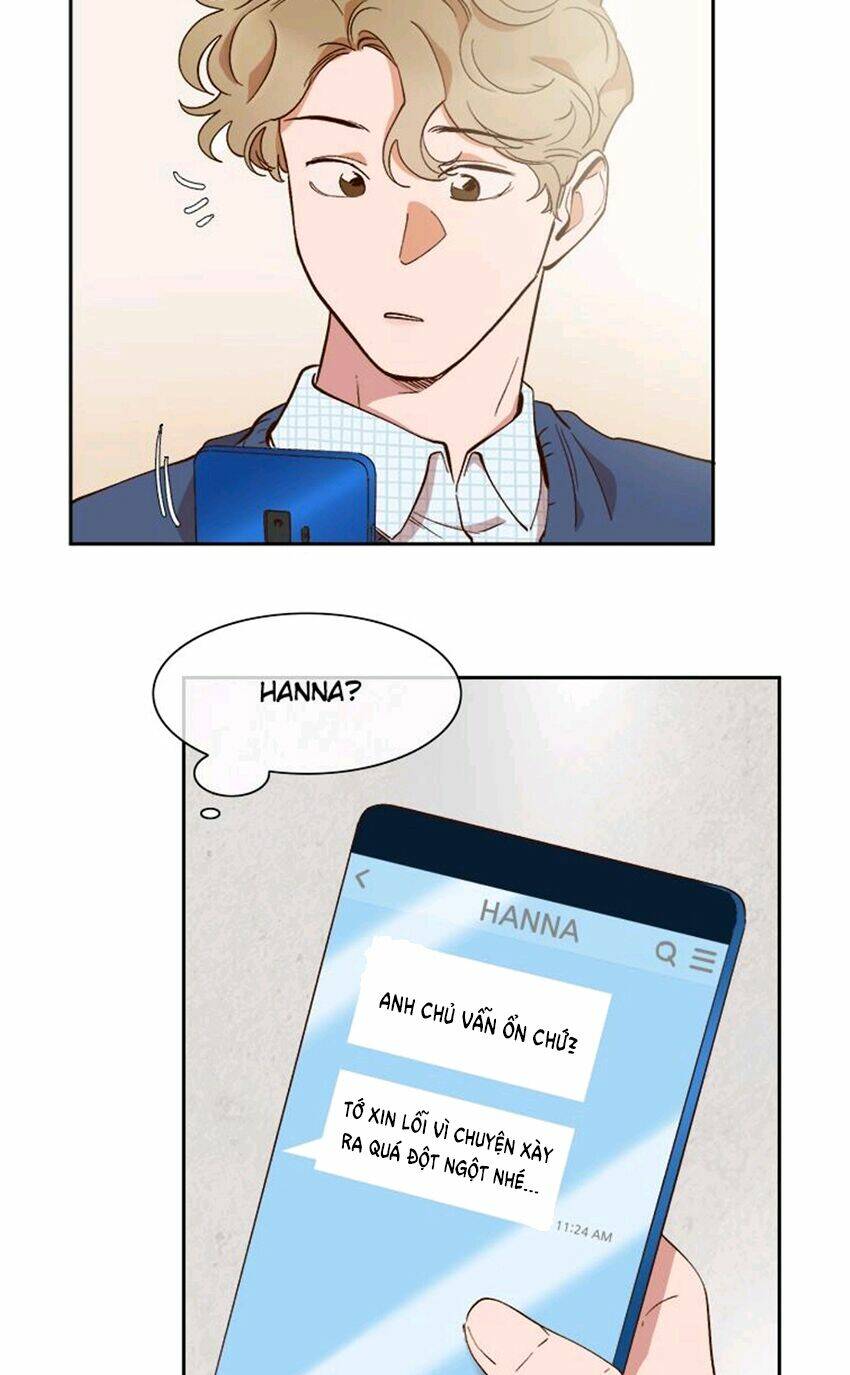 HANNA?
HANNA
ANH CHỦ VẪN ỔN CHỨ?
TỚ XIN LỖI VÌ CHUYỆN XÀY
RA QUÁ ĐỘT NGỘT NHÉ...
11:24 AM